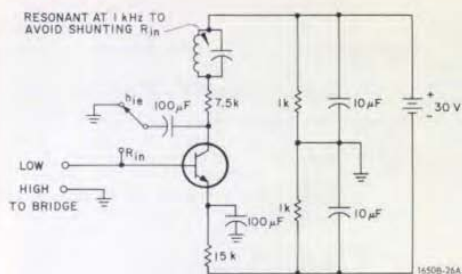 RESONANT AT 1 kHz TO
AVOID SHUNTING Rin
hie
100μF
7.5k
1k
10μF
+
30 V
-
LOW
Rin
HIGH
TO BRIDGE
100μF
1k
10μF
15 k
1650B-26A